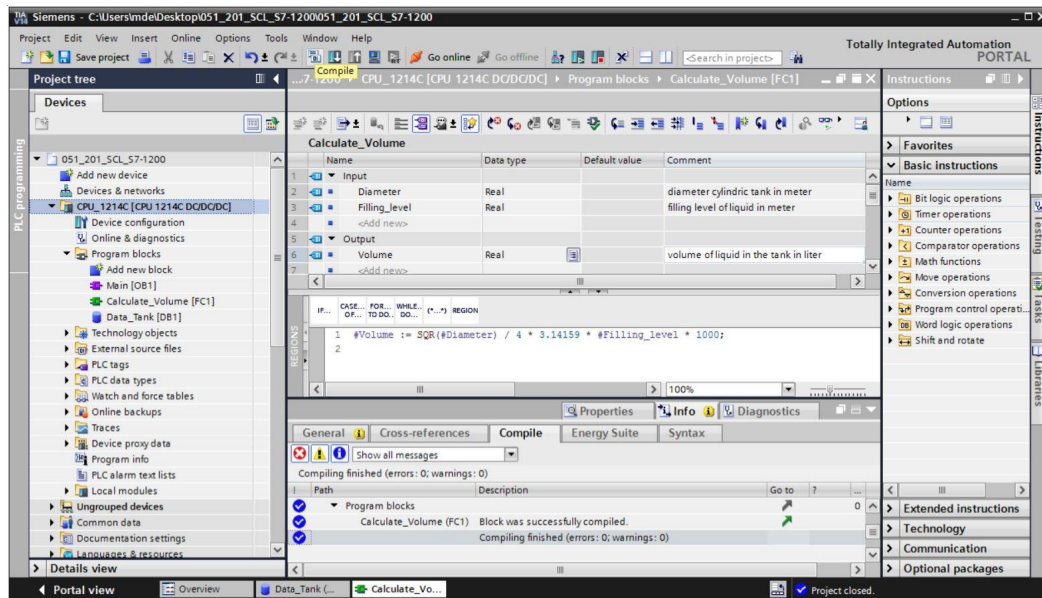 Siemens - C:\Users\mde\Desktop\051_201_SCL_S7-1200\051_201_SCL_S7-1200
Project Edit View Insert Online Options Tools Window Help
Totally Integrated Automation
PORTAL
Save project
Go online
Go offline
<Search in project>
Compile
Project tree
Devices
PLC programming
051_201_SCL_S7-1200
Add new device
Devices & networks
CPU_1214C [CPU 1214C DC/DC/DC]
Device configuration
Online & diagnostics
Program blocks
Add new block
Main [OB1]
Calculate_Volume [FC1]
Data_Tank [DB1]
Technology objects
External source files
PLC tags
PLC data types
Watch and force tables
Online backups
Traces
Device proxy data
Program info
PLC alarm text lists
Local modules
Ungrouped devices
Common data
Documentation settings
Languages & resources
Details view
CPU_1214C [CPU 1214C DC/DC/DC] Program blocks Calculate_Volume [FC1]
Calculate_Volume
Name Data type Default value Comment
1 Input
2 Diameter Real diameter cylindric tank in meter
3 Filling_level Real filling level of liquid in meter
4 <Add new>
5 Output
6 Volume Real volume of liquid in the tank in liter
7 <Add new>
IF... CASE... OF... FOR... TO DO.. WHILE.. DO... (*...*) REGION
REGIONS
1 #Volume := SQR(#Diameter) / 4 * 3.14159 * #Filling_level * 1000;
2
100%
Properties Info Diagnostics
General Cross-references Compile Energy Suite Syntax
Show all messages
Compiling finished (errors: 0; warnings: 0)
! Path Description Go to ? ...
Program blocks 0
Calculate_Volume (FC1) Block was successfully compiled.
Compiling finished (errors: 0; warnings: 0)
Instructions
Options
Favorites
Basic instructions
Name
Bit logic operations
Timer operations
Counter operations
Comparator operations
Math functions
Move operations
Conversion operations
Program control operati...
Word logic operations
Shift and rotate
Extended instructions
Technology
Communication
Optional packages
Instructions
Testing
Tasks
Libraries
Portal view
Overview
Data_Tank (...
Calculate_Vo...
Project closed.